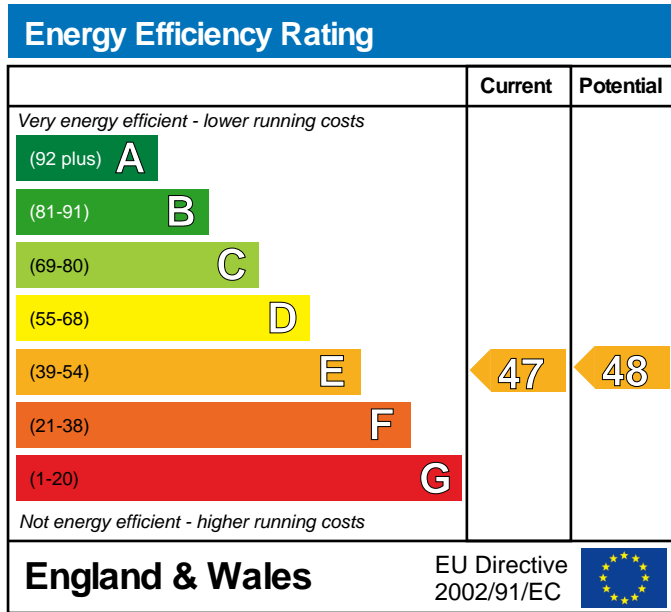 Energy Efficiency Rating
Current Potential
Very energy efficient - lower running costs
(92 plus) A
(81-91) B
(69-80) C
(55-68) D
(39-54) E 47 48
(21-38) F
(1-20) G
Not energy efficient - higher running costs
England & Wales
EU Directive
2002/91/EC